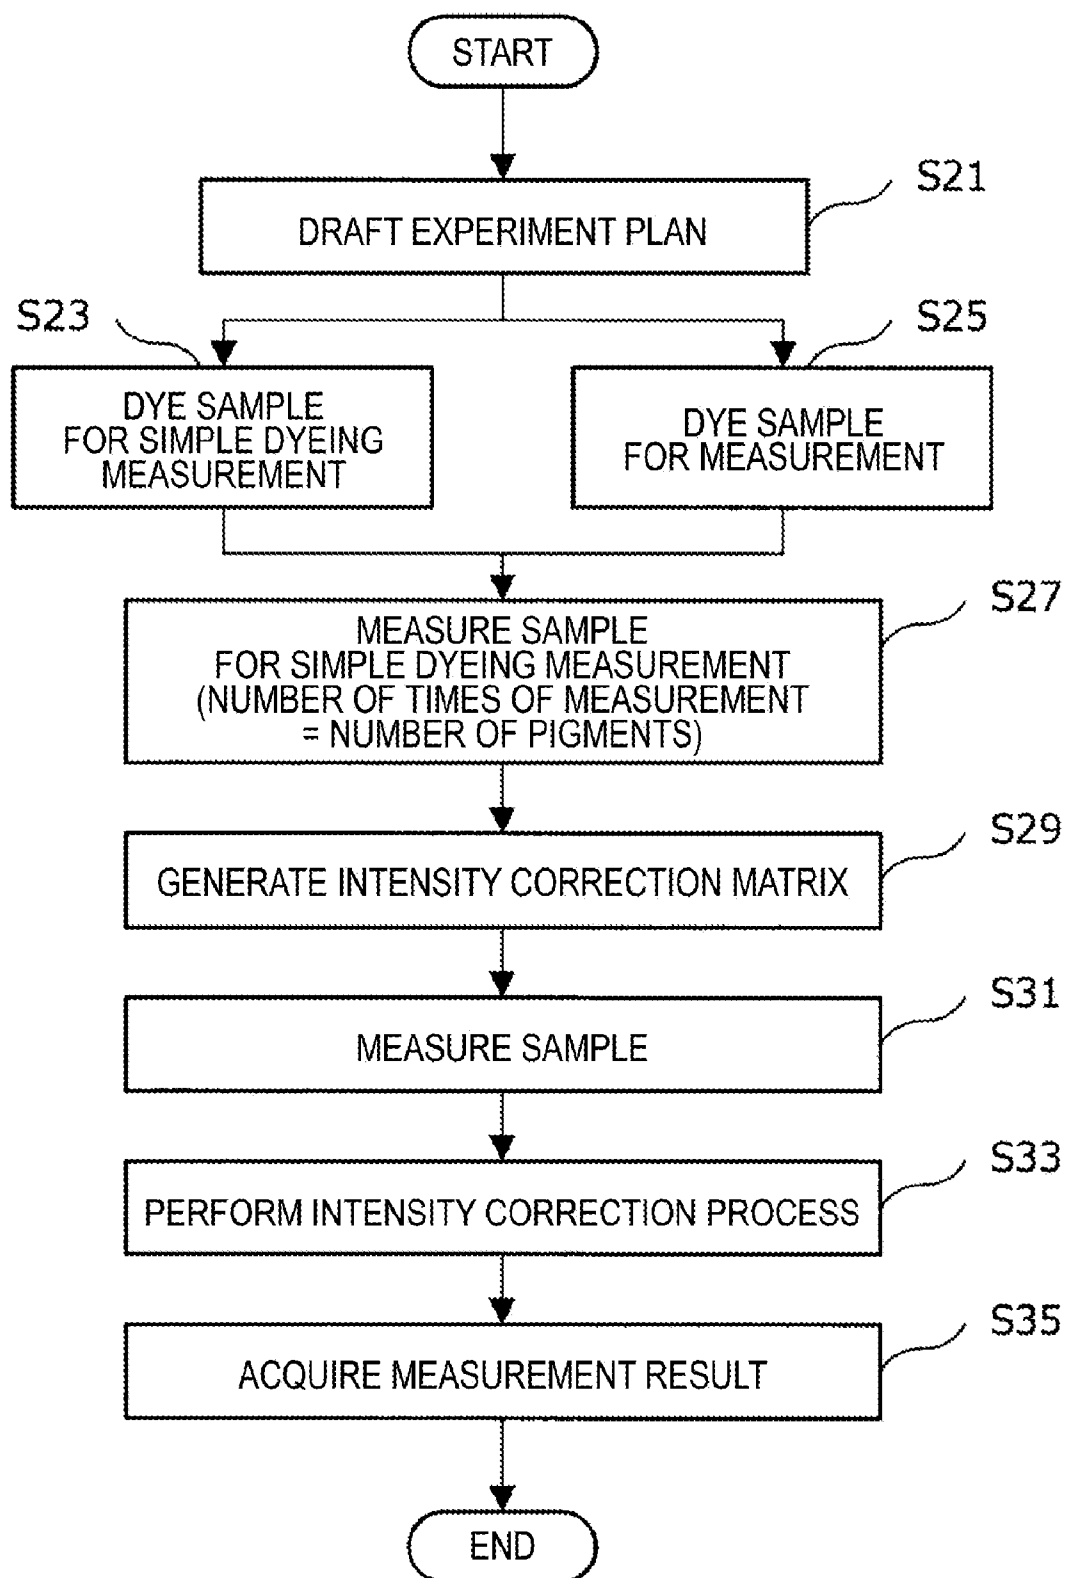 START
S21
DRAFT EXPERIMENT PLAN
S23
S25
DYE SAMPLE
FOR SIMPLE DYEING
MEASUREMENT
DYE SAMPLE
FOR MEASUREMENT
S27
MEASURE SAMPLE
FOR SIMPLE DYEING MEASUREMENT
(NUMBER OF TIMES OF MEASUREMENT
= NUMBER OF PIGMENTS)
S29
GENERATE INTENSITY CORRECTION MATRIX
S31
MEASURE SAMPLE
S33
PERFORM INTENSITY CORRECTION PROCESS
S35
ACQUIRE MEASUREMENT RESULT
END